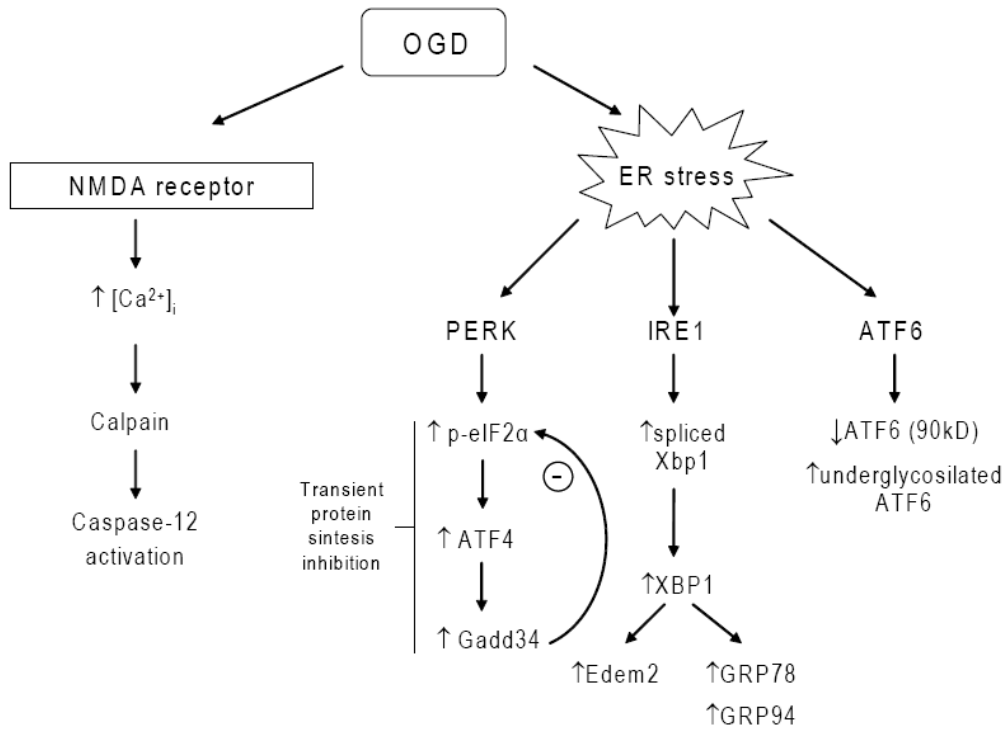 OGD
NMDA receptor
↑ [Ca²⁺]ᵢ
Calpain
Caspase-12
activation
ER stress
PERK
↑ p-eIF2α
↑ ATF4
↑ Gadd34
−
Transient
protein
sintesis
inhibition
IRE1
↑spliced
Xbp1
↑XBP1
↑Edem2
↑GRP78
↑GRP94
ATF6
↓ATF6 (90kD)
↑underglycosilated
ATF6